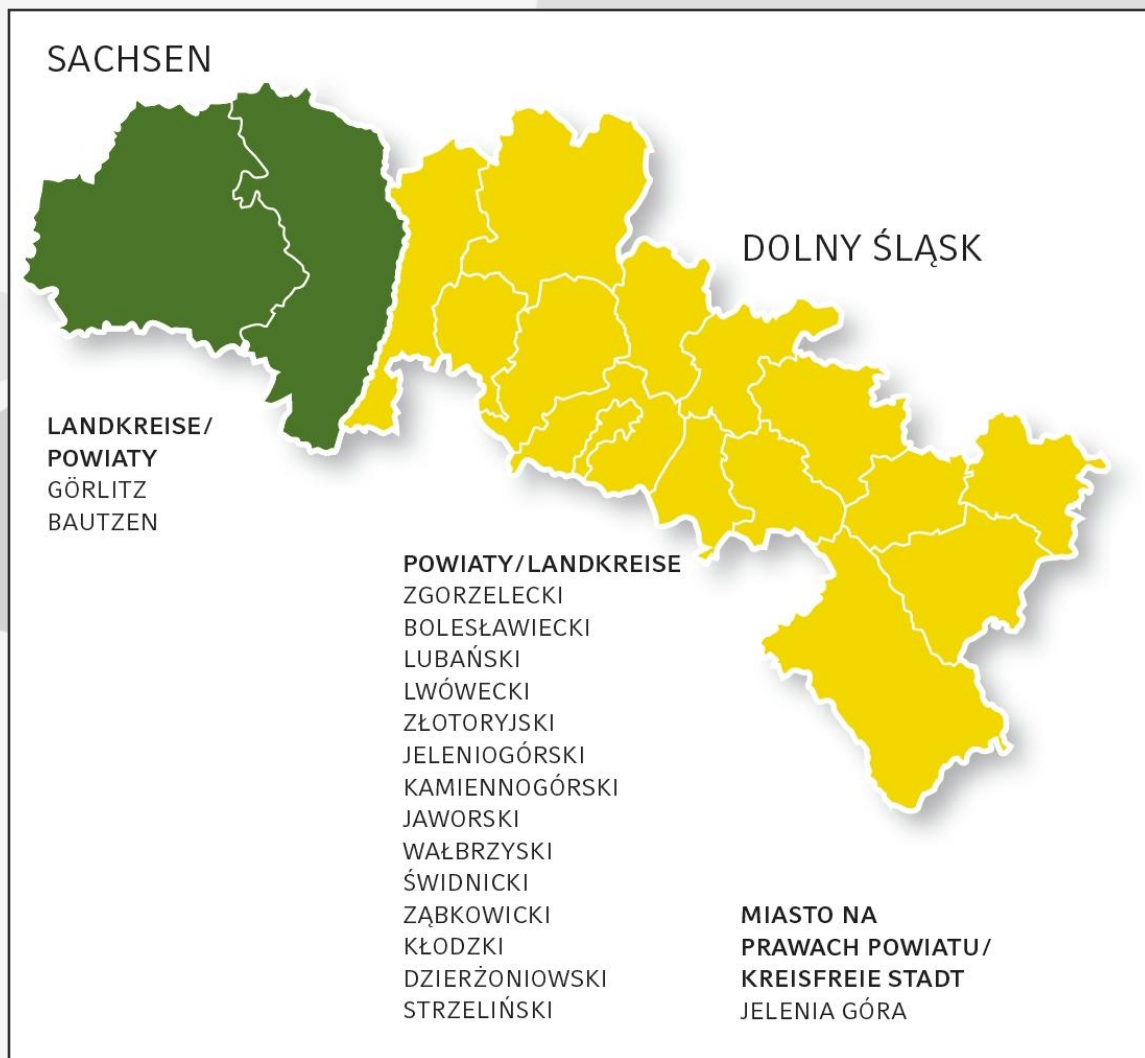 SACHSEN
DOLNY ŚLĄSK
LANDKREISE/
POWIATY
GÖRLITZ
BAUTZEN
POWIATY/LANDKREISE
ZGORZELECKI
BOLESŁAWIECKI
LUBAŃSKI
LWÓWECKI
ZŁOTORYJSKI
JELENIOGÓRSKI
KAMIENNOGÓRSKI
JAWORSKI
WAŁBRZYSKI
ŚWIDNICKI
ZĄBKOWICKI
KŁODZKI
DZIERŻONIOWSKI
STRZELIŃSKI
MIASTO NA
PRAWACH POWIATU/
KREISFREIE STADT
JELENIA GÓRA